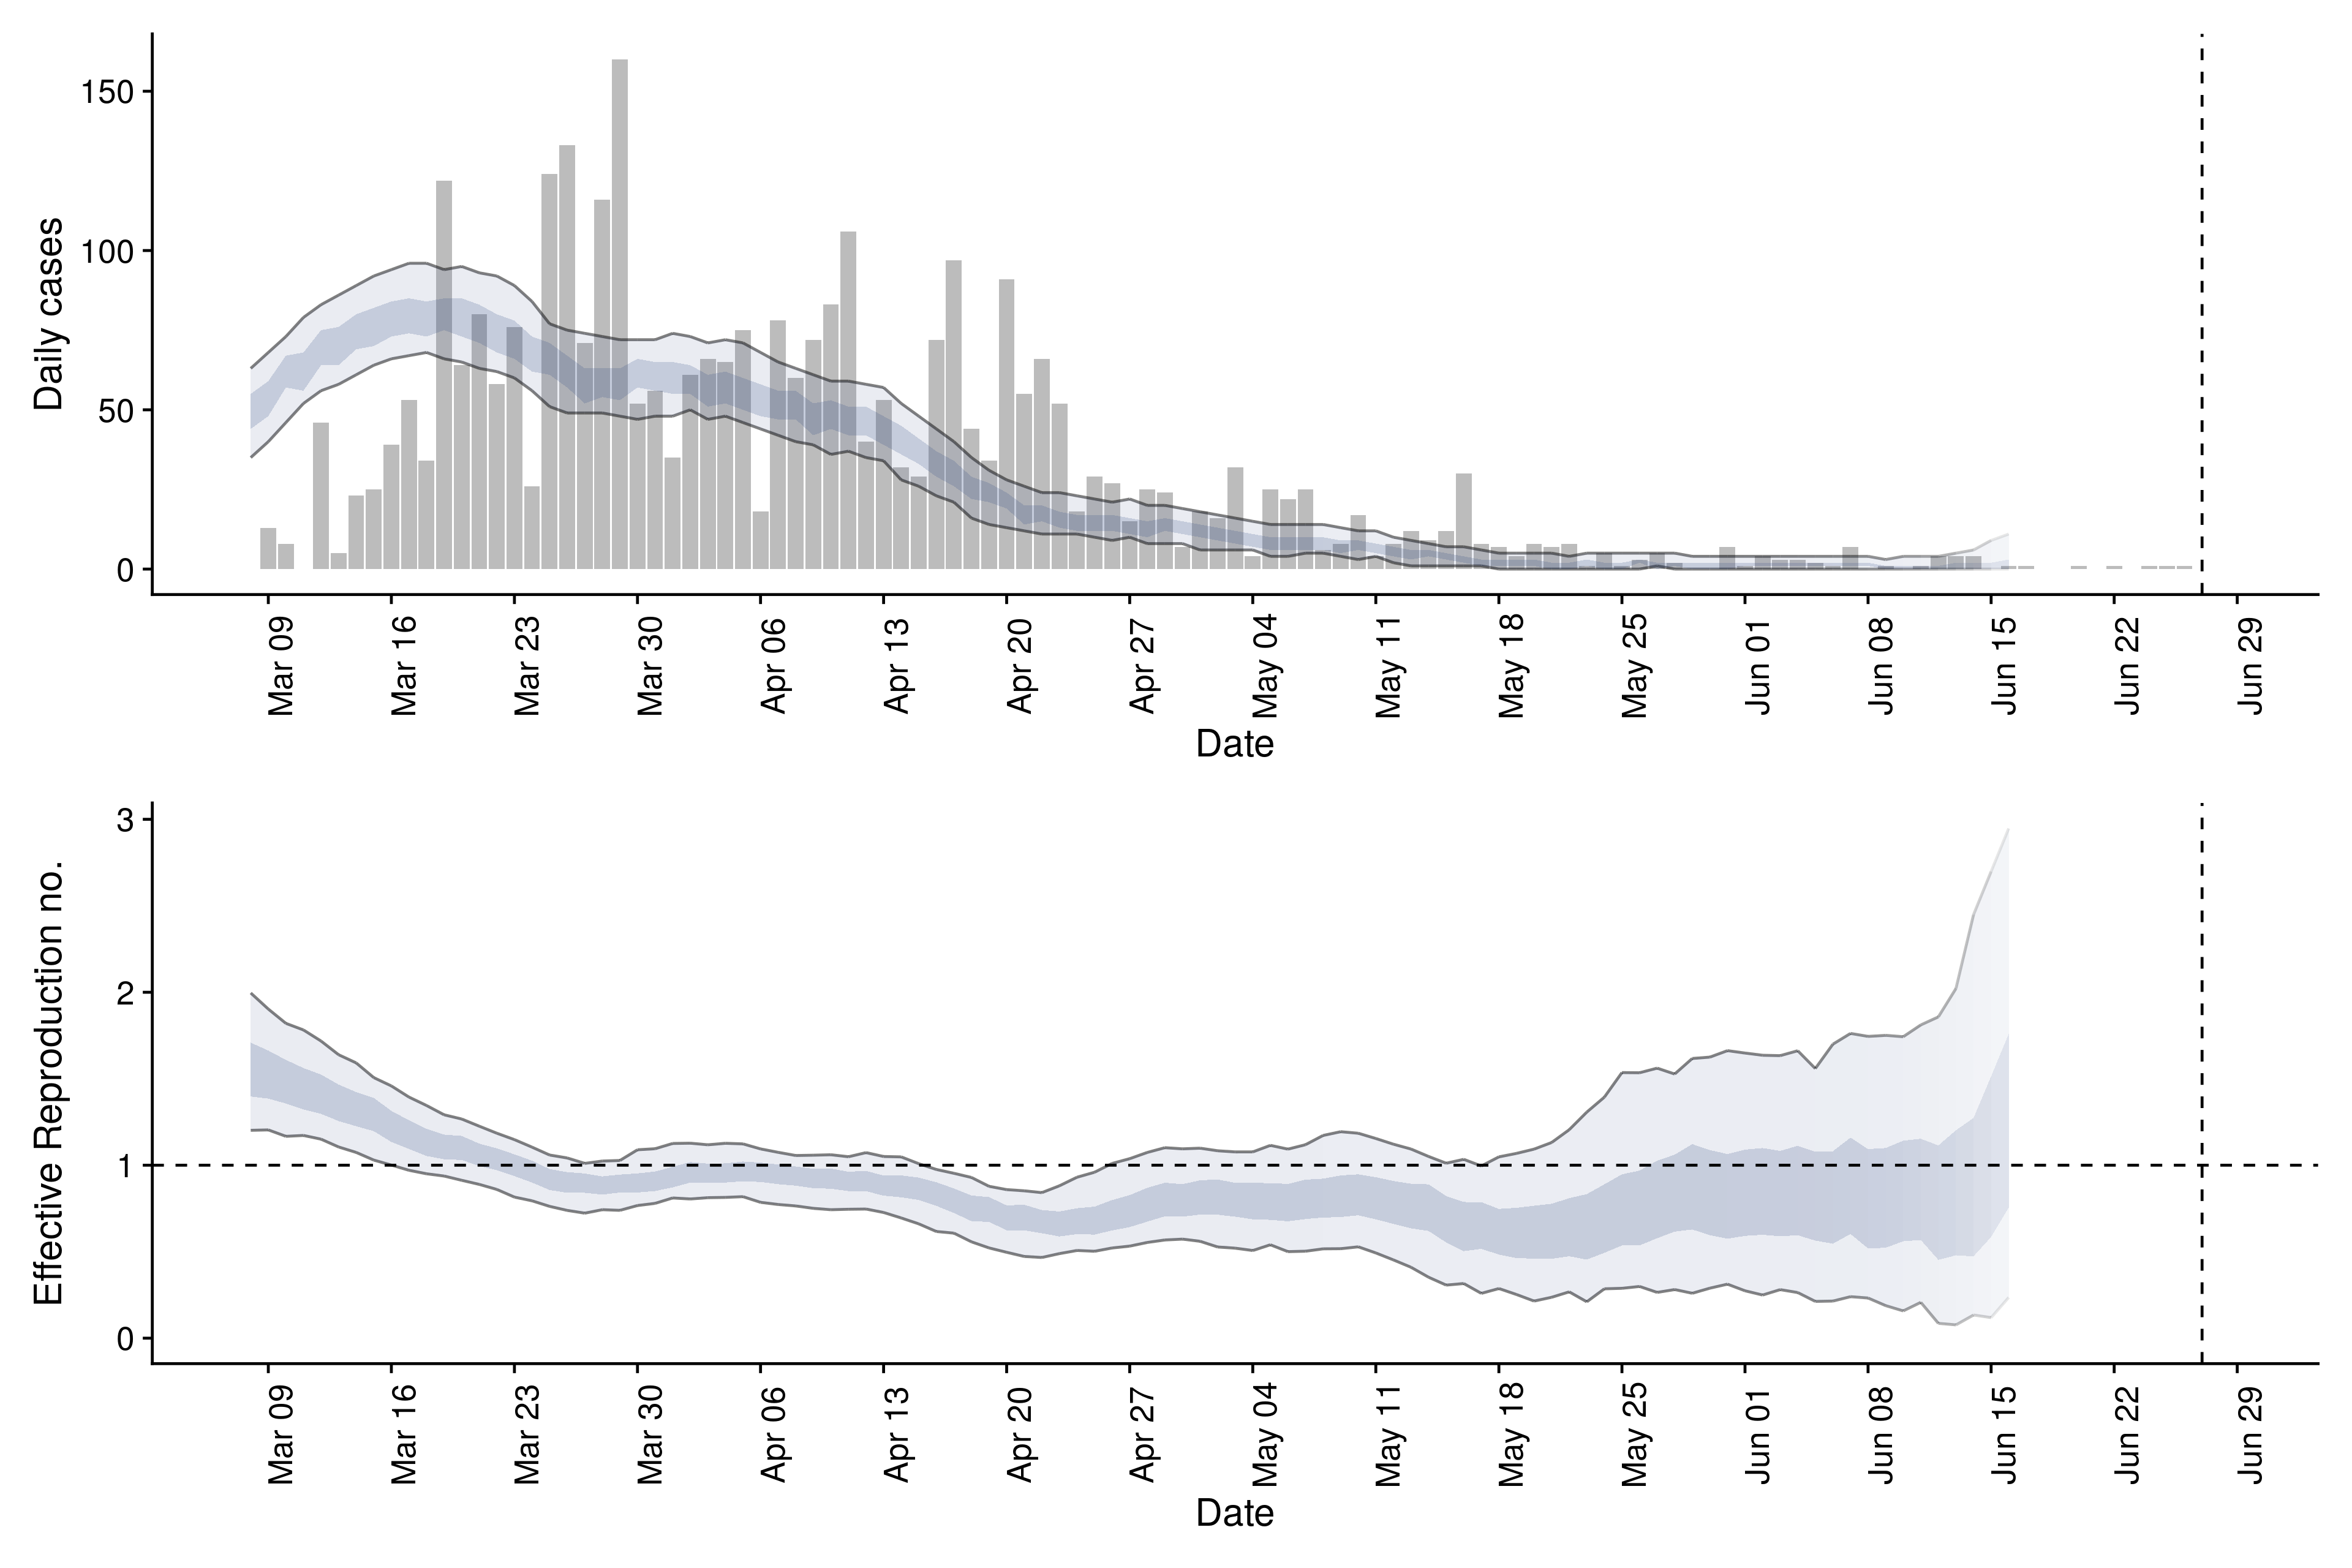 Daily cases
150
100
50
0
Mar 09
Mar 16
Mar 23
Mar 30
Apr 06
Apr 13
Apr 20
Apr 27
May 04
May 11
May 18
May 25
Jun 01
Jun 08
Jun 15
Jun 22
Jun 29
Date
Effective Reproduction no.
3
2
1
0
Mar 09
Mar 16
Mar 23
Mar 30
Apr 06
Apr 13
Apr 20
Apr 27
May 04
May 11
May 18
May 25
Jun 01
Jun 08
Jun 15
Jun 22
Jun 29
Date